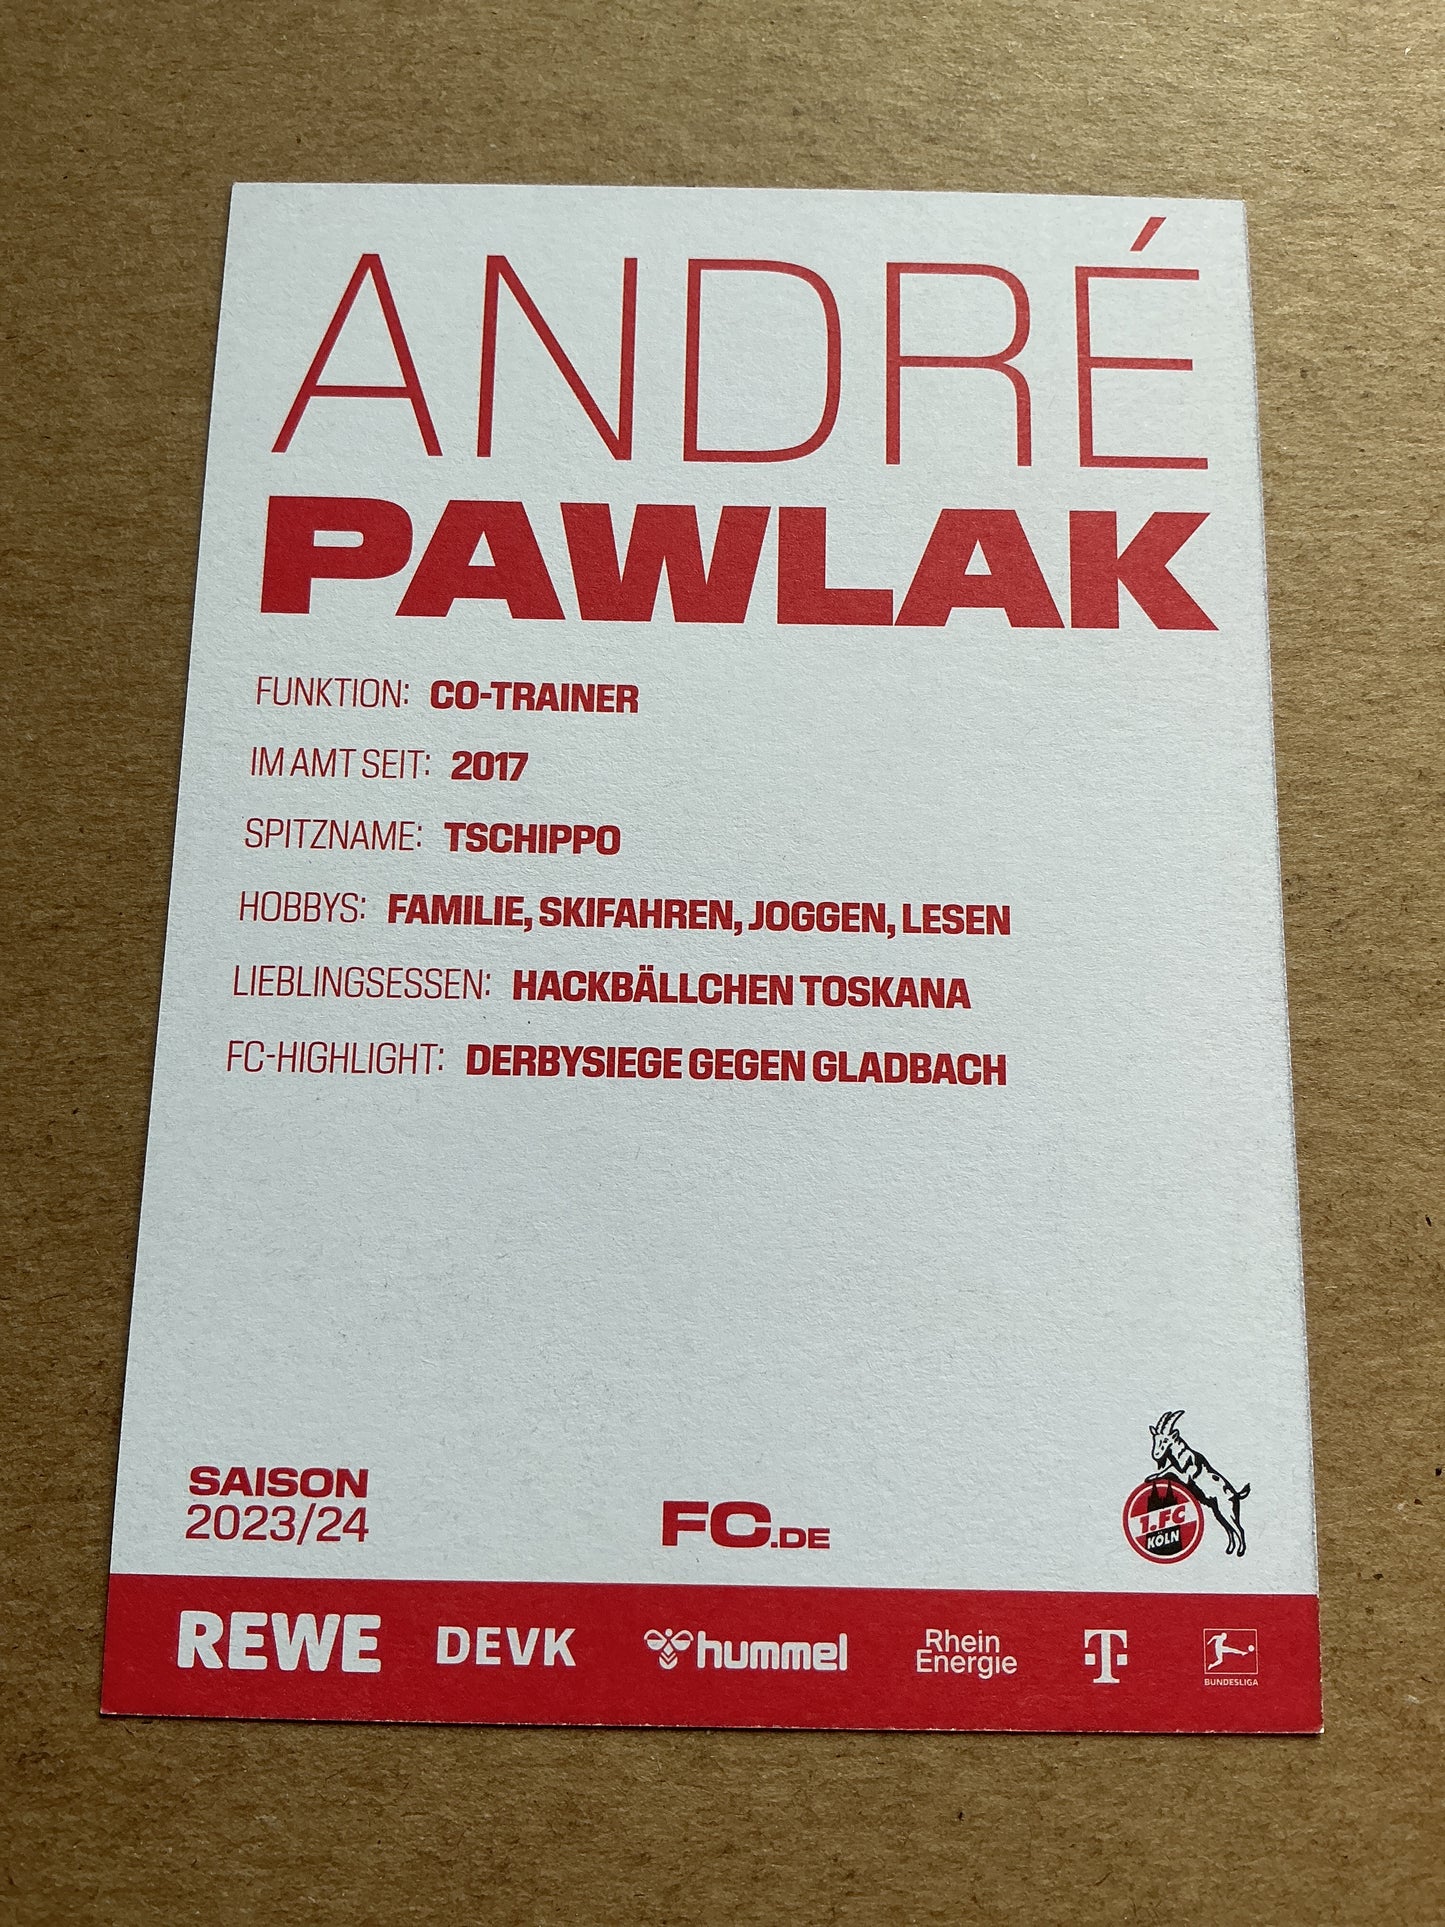 ANDRÉ
PAWLAK
FUNKTION: CO-TRAINER
IM AMT SEIT: 2017
SPITZNAME: TSCHIPPO
HOBBYS: FAMILIE, SKIFAHREN, JOGGEN, LESEN
LIEBLINGSESSEN: HACKBÄLLCHEN TOSKANA
FC-HIGHLIGHT: DERBYSIEGE GEGEN GLADBACH
SAISON
2023/24
FC.DE
1.FC
KÖLN
REWE
DEVK
hummel
Rhein
Energie
T
BUNDESLIGA